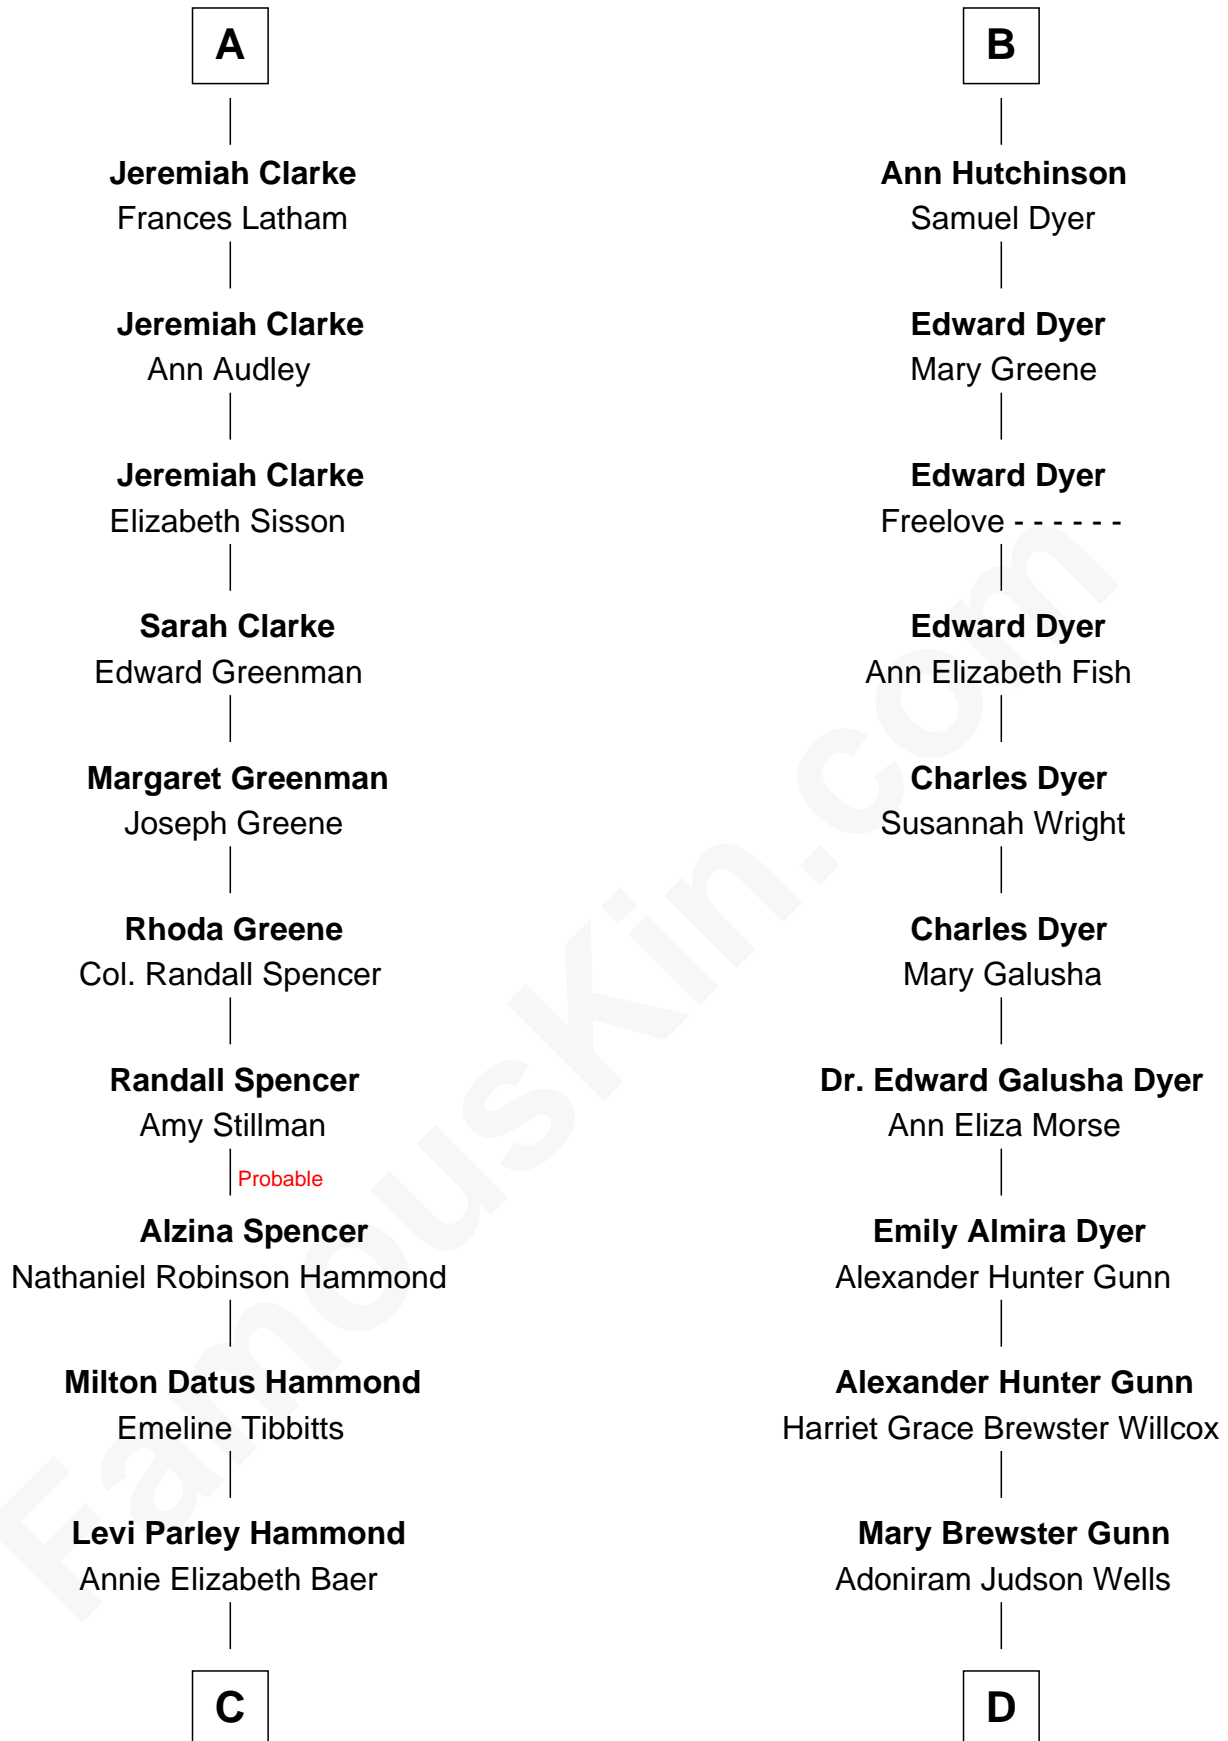 A
Jeremiah Clarke
Frances Latham
Jeremiah Clarke
Ann Audley
Jeremiah Clarke
Elizabeth Sisson
Sarah Clarke
Edward Greenman
Margaret Greenman
Joseph Greene
Rhoda Greene
Col. Randall Spencer
Randall Spencer
Amy Stillman
Probable
Alzina Spencer
Nathaniel Robinson Hammond
Milton Datus Hammond
Emeline Tibbitts
Levi Parley Hammond
Annie Elizabeth Baer
C
B
Ann Hutchinson
Samuel Dyer
Edward Dyer
Mary Greene
Edward Dyer
Freelove - - - - - -
Edward Dyer
Ann Elizabeth Fish
Charles Dyer
Susannah Wright
Charles Dyer
Mary Galusha
Dr. Edward Galusha Dyer
Ann Eliza Morse
Emily Almira Dyer
Alexander Hunter Gunn
Alexander Hunter Gunn
Harriet Grace Brewster Willcox
Mary Brewster Gunn
Adoniram Judson Wells
D
FamousKin.com